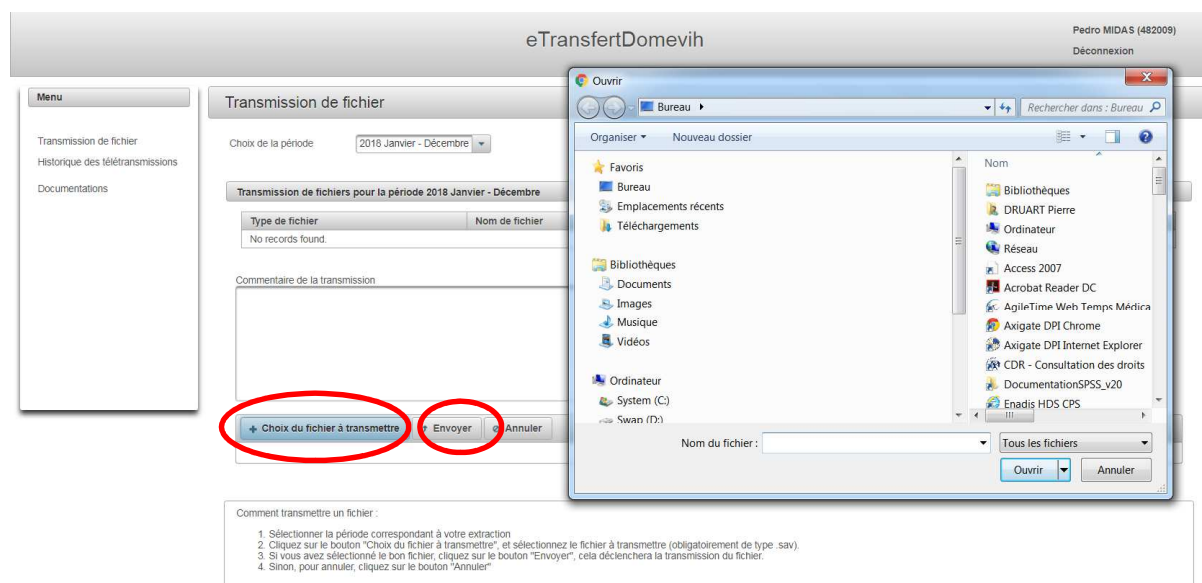 eTransfertDomevih
Pedro MIDAS (482009)
Déconnexion
Menu
Transmission de fichier
Historique des télétransmissions
Documentations
Transmission de fichier
Choix de la période
2018 Janvier - Décembre
Transmission de fichiers pour la période 2018 Janvier - Décembre
Type de fichier
Nom de fichier
No records found.
Commentaire de la transmission
+ Choix du fichier à transmettre
Envoyer
Annuler
Ouvrir
Bureau
Rechercher dans : Bureau
Organiser
Nouveau dossier
Favoris
Bureau
Emplacements récents
Téléchargements
Bibliothèques
Documents
Images
Musique
Vidéos
Ordinateur
System (C:)
Swap (D:)
Nom
Bibliothèques
DRUART Pierre
Ordinateur
Réseau
Access 2007
Acrobat Reader DC
AgileTime Web Temps Médica
Axigate DPI Chrome
Axigate DPI Internet Explorer
CDR - Consultation des droits
DocumentationSPSS_v20
Enadis HDS CPS
Nom du fichier :
Tous les fichiers
Ouvrir
Annuler
Comment transmettre un fichier :
1. Sélectionner la période correspondant à votre extraction
2. Cliquez sur le bouton "Choix du fichier à transmettre", et sélectionnez le fichier à transmettre (obligatoirement de type .sav).
3. Si vous avez sélectionné le bon fichier, cliquez sur le bouton "Envoyer", cela déclenchera la transmission du fichier.
4. Sinon, pour annuler, cliquez sur le bouton "Annuler"